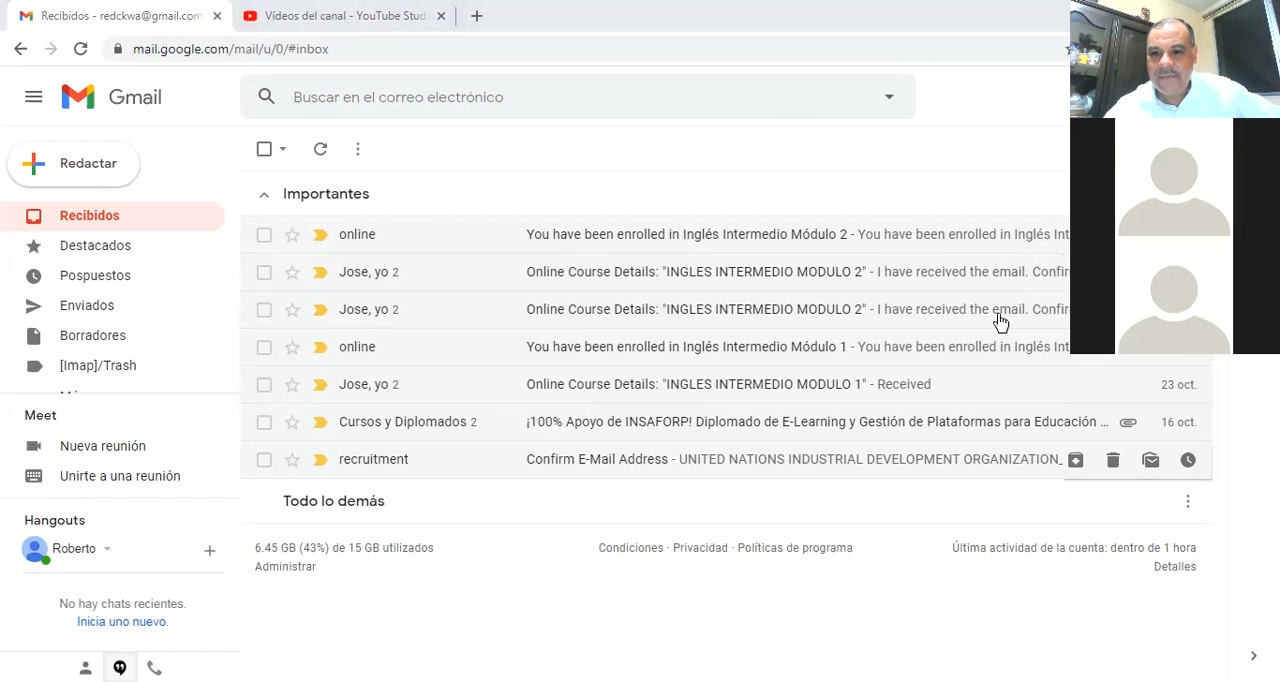 Recibidos - redckwa@gmail.com
Vídeos del canal - YouTube Stud
mail.google.com/mail/u/0/#inbox
Gmail
Buscar en el correo electrónico
Redactar
Importantes
Recibidos
online You have been enrolled in Inglés Intermedio Módulo 2 - You have been enrolled in Inglés Int
Destacados
Jose, yo 2 Online Course Details: "INGLES INTERMEDIO MODULO 2" - I have received the email. Confir
Pospuestos
Enviados
Jose, yo 2 Online Course Details: "INGLES INTERMEDIO MODULO 2" - I have received the email. Confir
Borradores
online You have been enrolled in Inglés Intermedio Módulo 1 - You have been enrolled in Inglés Int
[Imap]/Trash
Jose, yo 2 Online Course Details: "INGLES INTERMEDIO MODULO 1" - Received 23 oct.
Meet
Cursos y Diplomados 2 ¡100% Apoyo de INSAFORP! Diplomado de E-Learning y Gestión de Plataformas para Educación ... 16 oct.
Nueva reunión
recruitment Confirm E-Mail Address - UNITED NATIONS INDUSTRIAL DEVELOPMENT ORGANIZATION_
Unirte a una reunión
Todo lo demás
Hangouts
Roberto
6.45 GB (43%) de 15 GB utilizados Condiciones · Privacidad · Políticas de programa Última actividad de la cuenta: dentro de 1 hora
Administrar Detalles
No hay chats recientes.
Inicia uno nuevo.